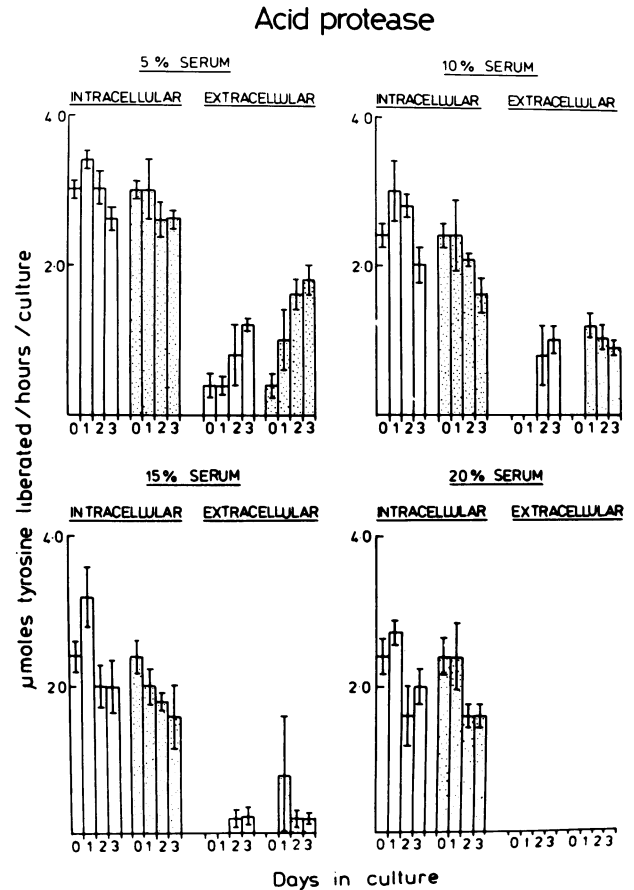 Acid protease
5 % SERUM
10 % SERUM
INTRACELLULAR EXTRACELLULAR
INTRACELLULAR EXTRACELLULAR
4 0
4·0
2·0
2·0
0 1 2 3 0 1 2 3 0 1 2 3 0 1 2 3
0 1 2 3 0 1 2 3 0 1 2 3 0 1 2 3
15% SERUM
20% SERUM
INTRACELLULAR EXTRACELLULAR
INTRACELLULAR EXTRACELLULAR
4·0
4·0
2 0
2·0
0 1 2 3 0 1 2 3 0 1 2 3 0 1 2 3
0 1 2 3 0 1 2 3 0 1 2 3 0 1 2 3
µmoles tyrosine liberated/hours/culture
Days in culture